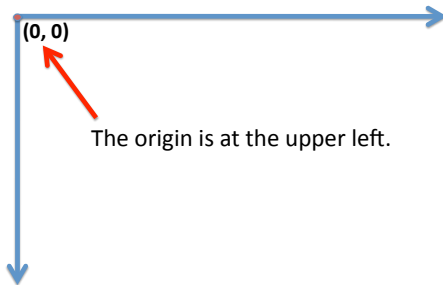 (0, 0)
The origin is at the upper left.